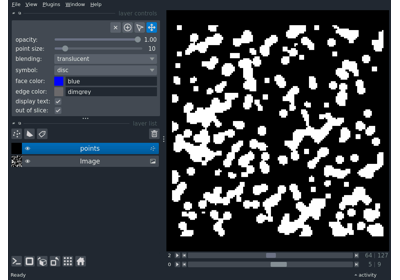 File View Plugins Window Help
layer controls
opacity: 1.00
point size: 10
blending: translucent
symbol: disc
face color: blue
edge color: dimgrey
display text:
out of slice:
layer list
points
Image
2 64 127
0 5 9
Ready activity